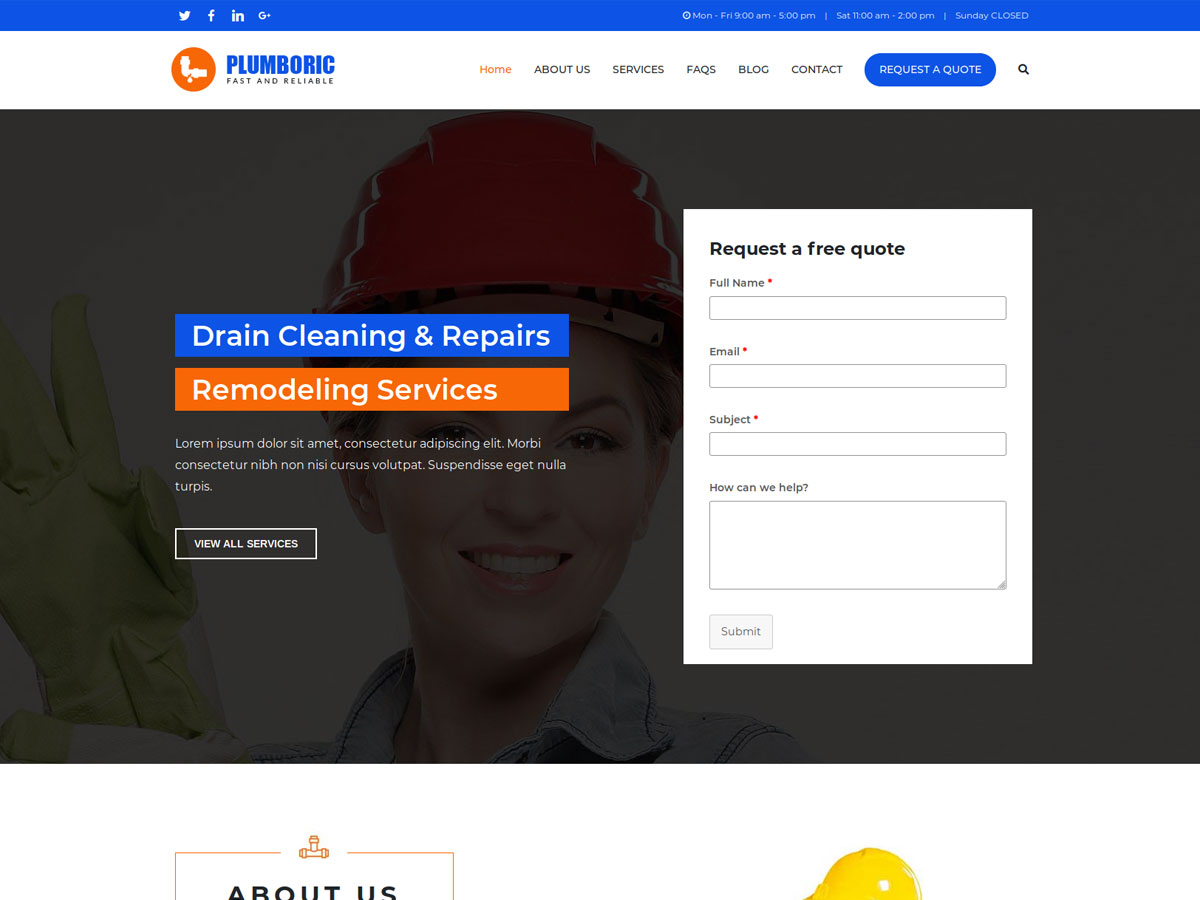 Mon - Fri 9:00 am - 5:00 pm | Sat 11:00 am - 2:00 pm | Sunday CLOSED
PLUMBORIC
FAST AND RELIABLE
Home ABOUT US SERVICES FAQS BLOG CONTACT REQUEST A QUOTE
Drain Cleaning & Repairs
Remodeling Services
Lorem ipsum dolor sit amet, consectetur adipiscing elit. Morbi
consectetur nibh non nisi cursus volutpat. Suspendisse eget nulla
turpis.
VIEW ALL SERVICES
Request a free quote
Full Name *
Email *
Subject *
How can we help?
Submit
ABOUT US